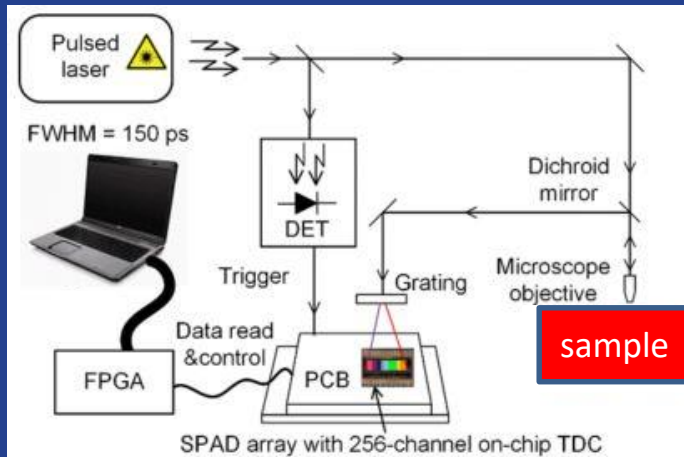 Pulsed
laser
FWHM = 150 ps
DET
Trigger
Dichroid
mirror
Grating
Microscope
objective
sample
Data read
&control
FPGA
PCB
SPAD array with 256-channel on-chip TDC